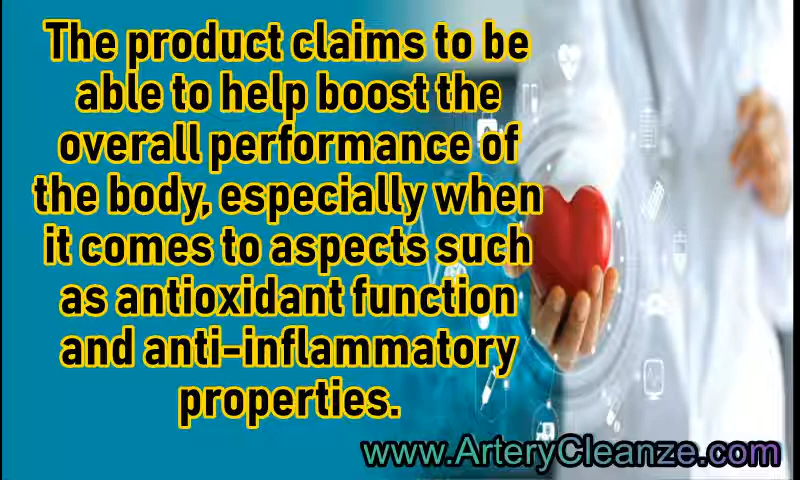 The product claims to be
able to help boost the
overall performance of
the body, especially when
it comes to aspects such
as antioxidant function
and anti-inflammatory
properties.
www.ArteryCleanze.com